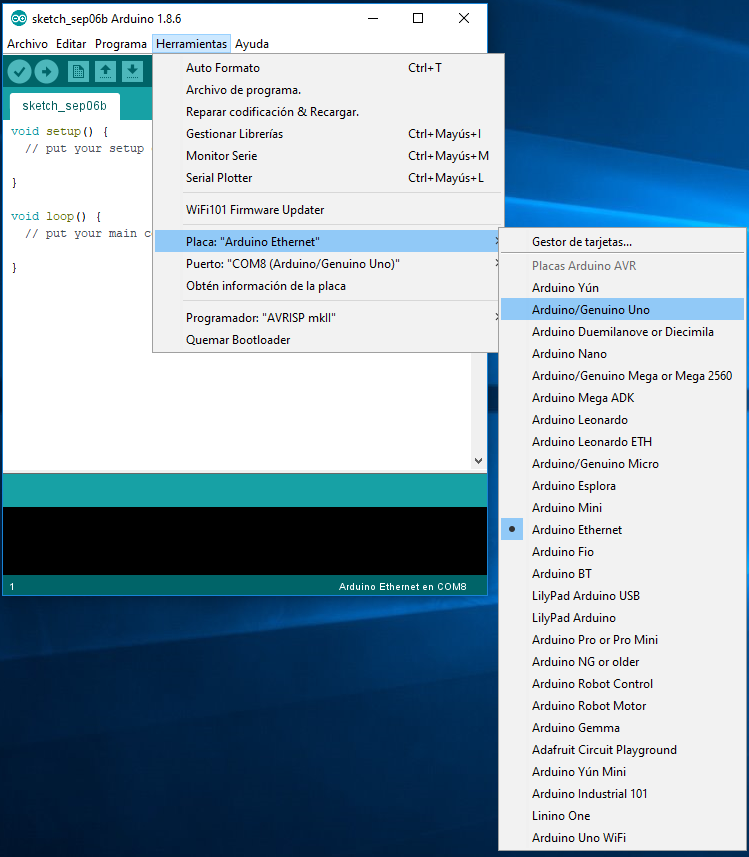 sketch_sep06b Arduino 1.8.6
Archivo Editar Programa Herramientas Ayuda
sketch_sep06b
void setup() {
// put your setup
}
void loop() {
// put your main
}
Auto Formato Ctrl+T
Archivo de programa.
Reparar codificación & Recargar.
Gestionar Librerías Ctrl+Mayús+I
Monitor Serie Ctrl+Mayús+M
Serial Plotter Ctrl+Mayús+L
WiFi101 Firmware Updater
Placa: "Arduino Ethernet"
Puerto: "COM8 (Arduino/Genuino Uno)"
Obtén información de la placa
Programador: "AVRISP mkII"
Quemar Bootloader
Gestor de tarjetas...
Placas Arduino AVR
Arduino Yún
Arduino/Genuino Uno
Arduino Duemilanove or Diecimila
Arduino Nano
Arduino/Genuino Mega or Mega 2560
Arduino Mega ADK
Arduino Leonardo
Arduino Leonardo ETH
Arduino/Genuino Micro
Arduino Esplora
Arduino Mini
Arduino Ethernet
Arduino Fio
Arduino BT
LilyPad Arduino USB
LilyPad Arduino
Arduino Pro or Pro Mini
Arduino NG or older
Arduino Robot Control
Arduino Robot Motor
Arduino Gemma
Adafruit Circuit Playground
Arduino Yún Mini
Arduino Industrial 101
Linino One
Arduino Uno WiFi
1 Arduino Ethernet en COM8